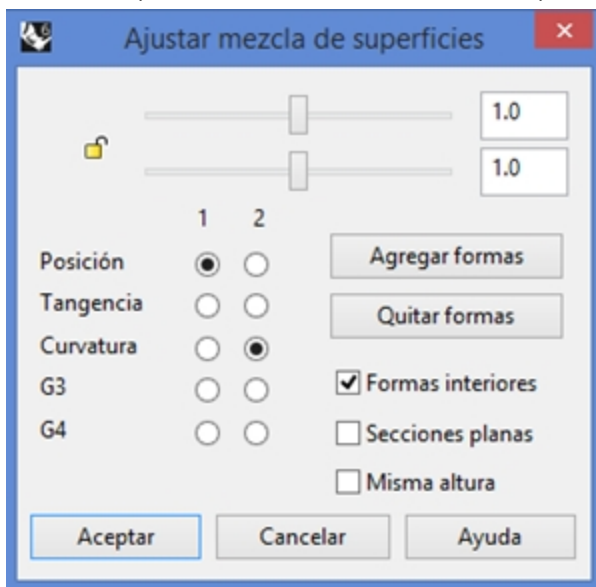 Ajustar mezcla de superficies
1.0
1.0
1 2
Posición
Tangencia
Curvatura
G3
G4
Agregar formas
Quitar formas
Formas interiores
Secciones planas
Misma altura
Aceptar Cancelar Ayuda